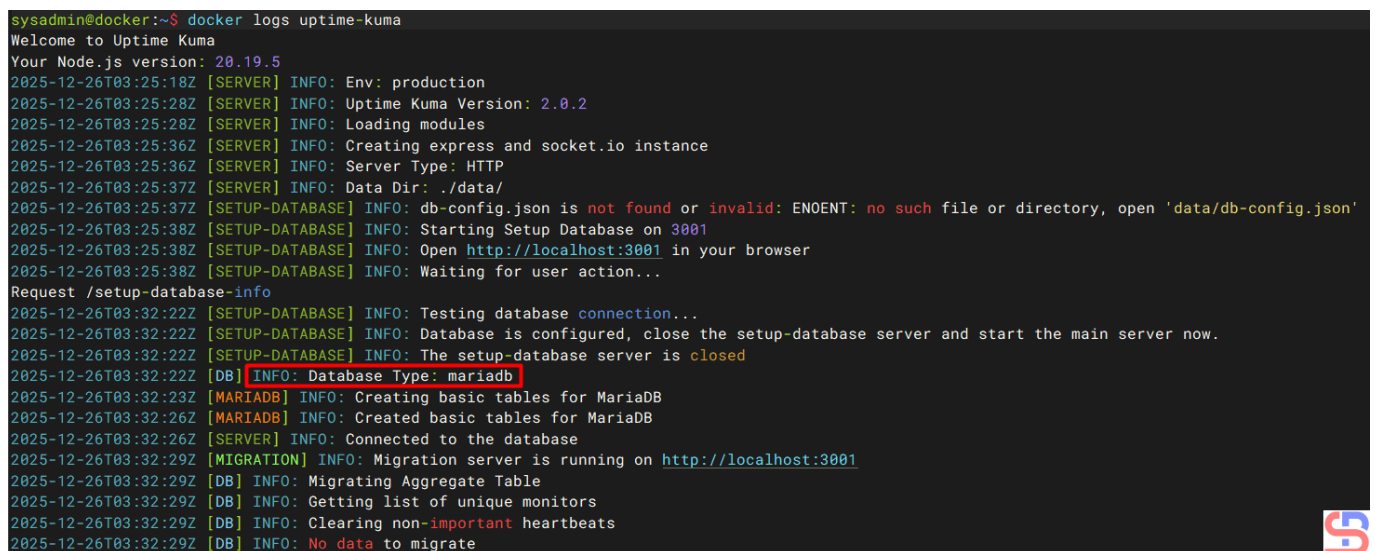 sysadmin@docker:~$ docker logs uptime-kuma
Welcome to Uptime Kuma
Your Node.js version: 20.19.5
2025-12-26T03:25:18Z [SERVER] INFO: Env: production
2025-12-26T03:25:28Z [SERVER] INFO: Uptime Kuma Version: 2.0.2
2025-12-26T03:25:28Z [SERVER] INFO: Loading modules
2025-12-26T03:25:36Z [SERVER] INFO: Creating express and socket.io instance
2025-12-26T03:25:36Z [SERVER] INFO: Server Type: HTTP
2025-12-26T03:25:37Z [SERVER] INFO: Data Dir: ./data/
2025-12-26T03:25:37Z [SETUP-DATABASE] INFO: db-config.json is not found or invalid: ENOENT: no such file or directory, open 'data/db-config.json'
2025-12-26T03:25:38Z [SETUP-DATABASE] INFO: Starting Setup Database on 3001
2025-12-26T03:25:38Z [SETUP-DATABASE] INFO: Open http://localhost:3001 in your browser
2025-12-26T03:25:38Z [SETUP-DATABASE] INFO: Waiting for user action...
Request /setup-database-info
2025-12-26T03:32:22Z [SETUP-DATABASE] INFO: Testing database connection...
2025-12-26T03:32:22Z [SETUP-DATABASE] INFO: Database is configured, close the setup-database server and start the main server now.
2025-12-26T03:32:22Z [SETUP-DATABASE] INFO: The setup-database server is closed
2025-12-26T03:32:22Z [DB] INFO: Database Type: mariadb
2025-12-26T03:32:23Z [MARIADB] INFO: Creating basic tables for MariaDB
2025-12-26T03:32:26Z [MARIADB] INFO: Created basic tables for MariaDB
2025-12-26T03:32:26Z [SERVER] INFO: Connected to the database
2025-12-26T03:32:29Z [MIGRATION] INFO: Migration server is running on http://localhost:3001
2025-12-26T03:32:29Z [DB] INFO: Migrating Aggregate Table
2025-12-26T03:32:29Z [DB] INFO: Getting list of unique monitors
2025-12-26T03:32:29Z [DB] INFO: Clearing non-important heartbeats
2025-12-26T03:32:29Z [DB] INFO: No data to migrate